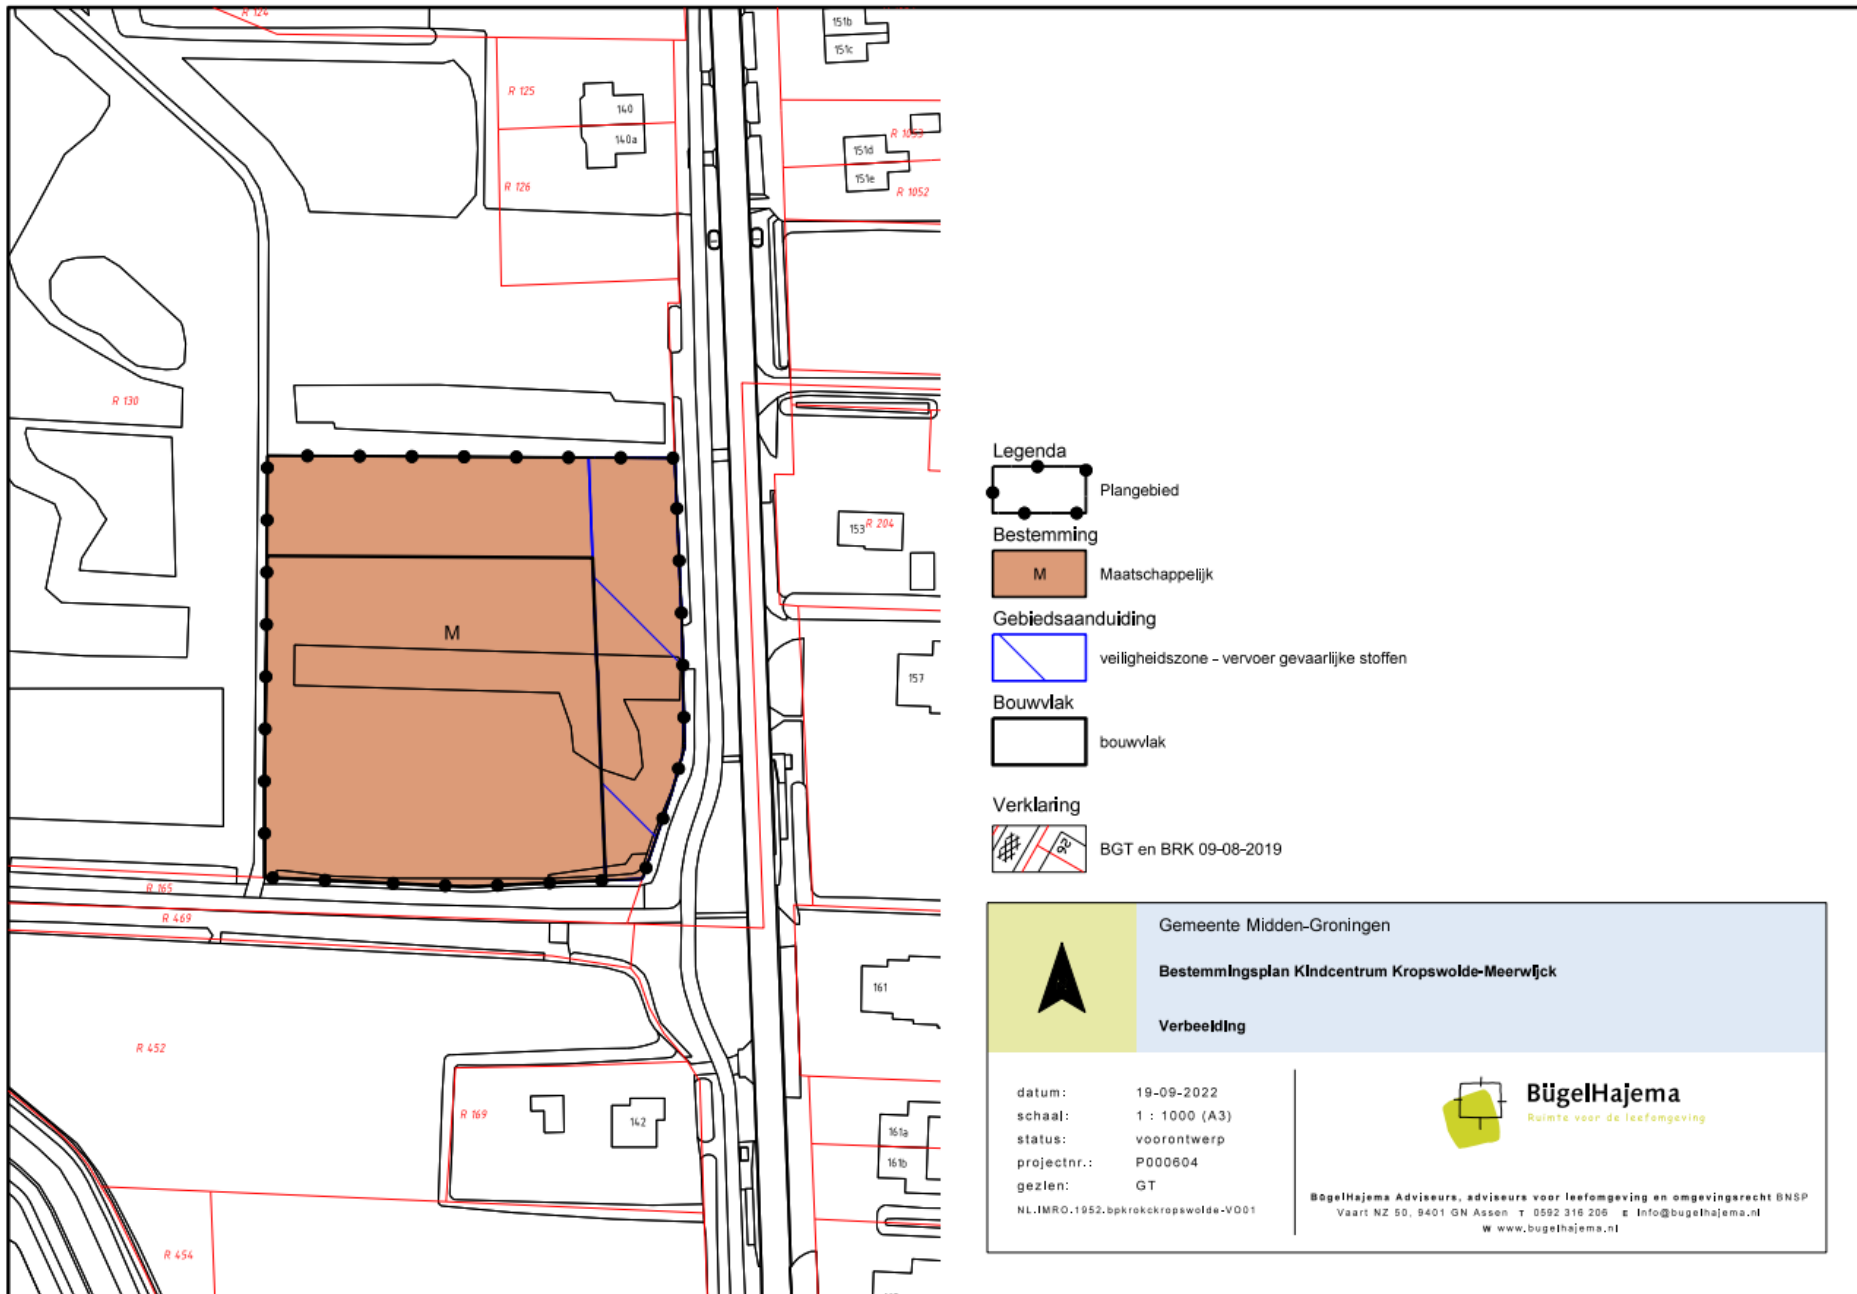 R 124
151b
151c
R 125
140
140a
R 126
R 1053
151d
151e
R 1052
R 130
153
R 204
M
157
R 165
R 469
161
R 452
R 169
142
161a
161b
R 454
Legenda
Plangebied
Bestemming
M Maatschappelijk
Gebiedsaanduiding
veiligheidszone - vervoer gevaarlijke stoffen
Bouwvlak
bouwvlak
Verklaring
26
BGT en BRK 09-08-2019
Gemeente Midden-Groningen
Bestemmingsplan Kindcentrum Kropswolde-Meerwijck
Verbeelding
datum: 19-09-2022
schaal: 1 : 1000 (A3)
status: voorontwerp
projectnr.: P000604
gezien: GT
NL.IMRO.1952.bpkrokckropswolde-VO01
BügelHajema
Ruimte voor de leefomgeving
BügelHajema Adviseurs, adviseurs voor leefomgeving en omgevingsrecht BNSP
Vaart NZ 50, 9401 GN Assen T 0592 316 206 E info@bugelhajema.nl
W www.bugelhajema.nl